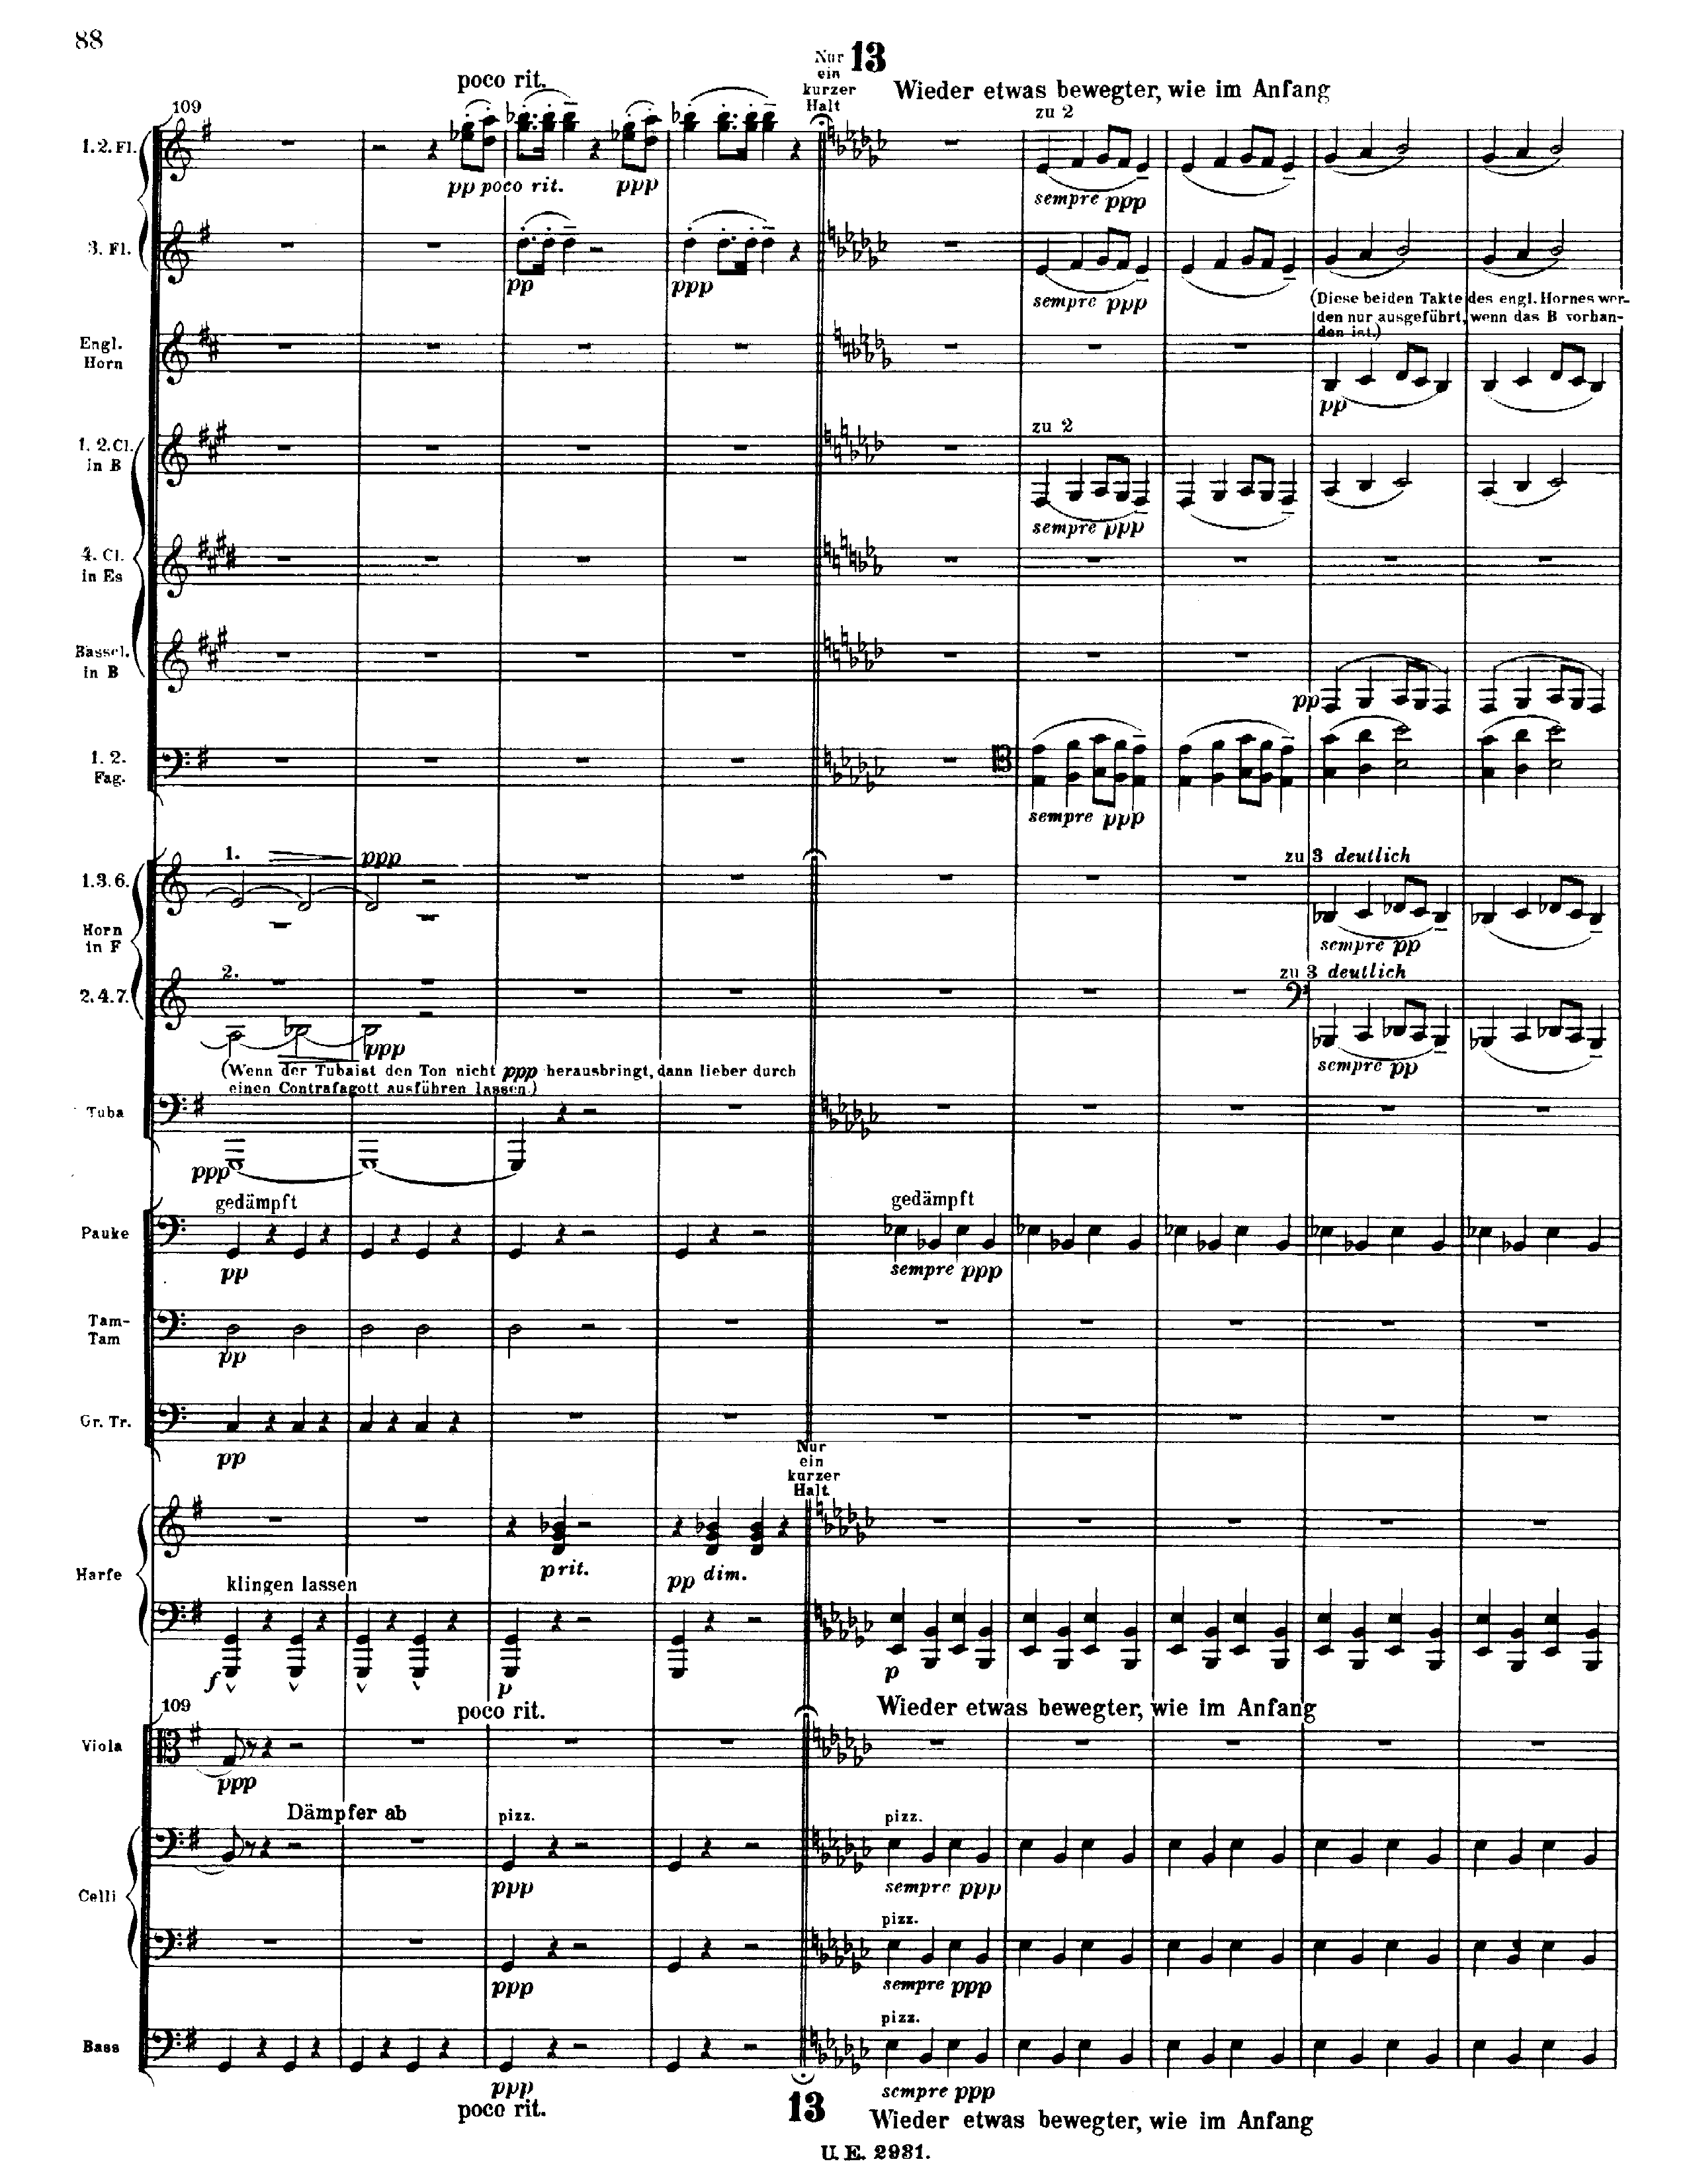 88
Nur 13
ein
kurzer
Halt
poco rit.
Wieder etwas bewegter, wie im Anfang
109
zu 2
1. 2. Fl.
pp poco rit.
ppp
sempre ppp
3. Fl.
pp
ppp
sempre ppp
(Diese beiden Takte des engl. Hornes wer-
den nur ausgeführt, wenn das B vorhan-
den ist.)
Engl.
Horn
pp
zu 2
1. 2. Cl.
in B
sempre ppp
4. Cl.
in Es
Bassel.
in B
pp
1. 2.
Fag.
sempre ppp
1.
ppp
zu 3 deutlich
1.3.6.
sempre pp
Horn
in F
2.
zu 3 deutlich
2.4.7.
ppp
sempre pp
(Wenn der Tubaist den Ton nicht ppp herausbringt, dann lieber durch
einen Contrafagott ausführen lassen.)
Tuba
ppp
gedämpft
gedämpft
Pauke
pp
sempre ppp
Tam-
Tam
pp
Gr. Tr.
pp
Nur
ein
kurzer
Halt
p rit.
pp dim.
Harfe
klingen lassen
f
p
p
109
poco rit.
Wieder etwas bewegter, wie im Anfang
Viola
ppp
Dämpfer ab
pizz.
pizz.
ppp
sempre ppp
Celli
pizz.
ppp
sempre ppp
pizz.
Bass
ppp
sempre ppp
poco rit.
13
Wieder etwas bewegter, wie im Anfang
U. E. 2931.